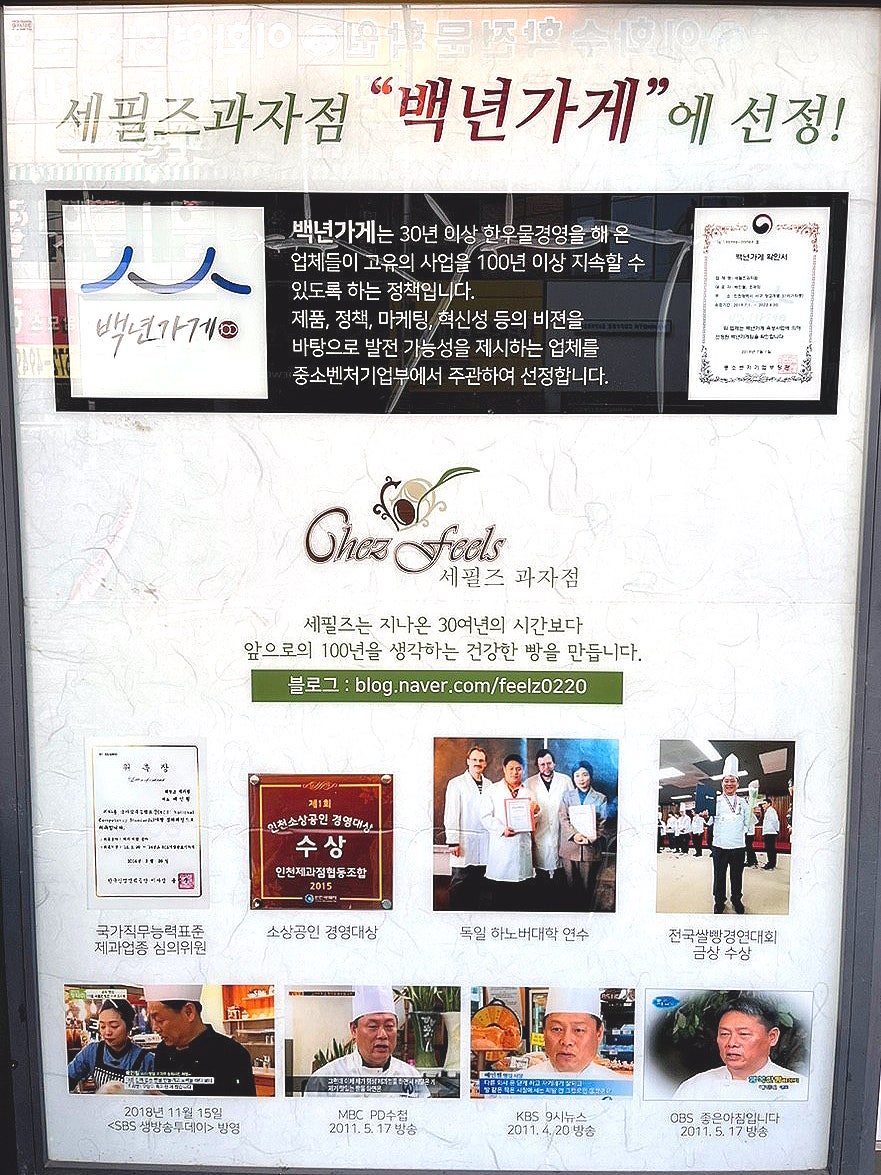 세필즈과자점 “백년가게”에 선정!
백년가게
백년가게는 30년 이상 한우물경영을 해 온
업체들이 고유의 사업을 100년 이상 지속할 수
있도록 하는 정책입니다.
제품, 정책, 마케팅, 혁신성 등의 비젼을
바탕으로 발전 가능성을 제시하는 업체를
중소벤처기업부에서 주관하여 선정합니다.
백년가게 확인서
중소벤처기업부장관
Chez Feels
세필즈 과자점
세필즈는 지나온 30여년의 시간보다
앞으로의 100년을 생각하는 건강한 빵을 만듭니다.
블로그 : blog.naver.com/feelz0220
위 촉 장
제1회
인천소상공인 경영대상
수상
인천제과점협동조합
2015
국가직무능력표준
제과업종 심의위원
소상공인 경영대상
독일 하노버대학 연수
전국쌀빵경연대회
금상 수상
2018년 11월 15일
<SBS 생방송투데이> 방영
MBC PD수첩
2011. 5. 17 방송
KBS 9시뉴스
2011. 4. 20 방송
OBS 좋은아침입니다
2011. 5. 17 방송